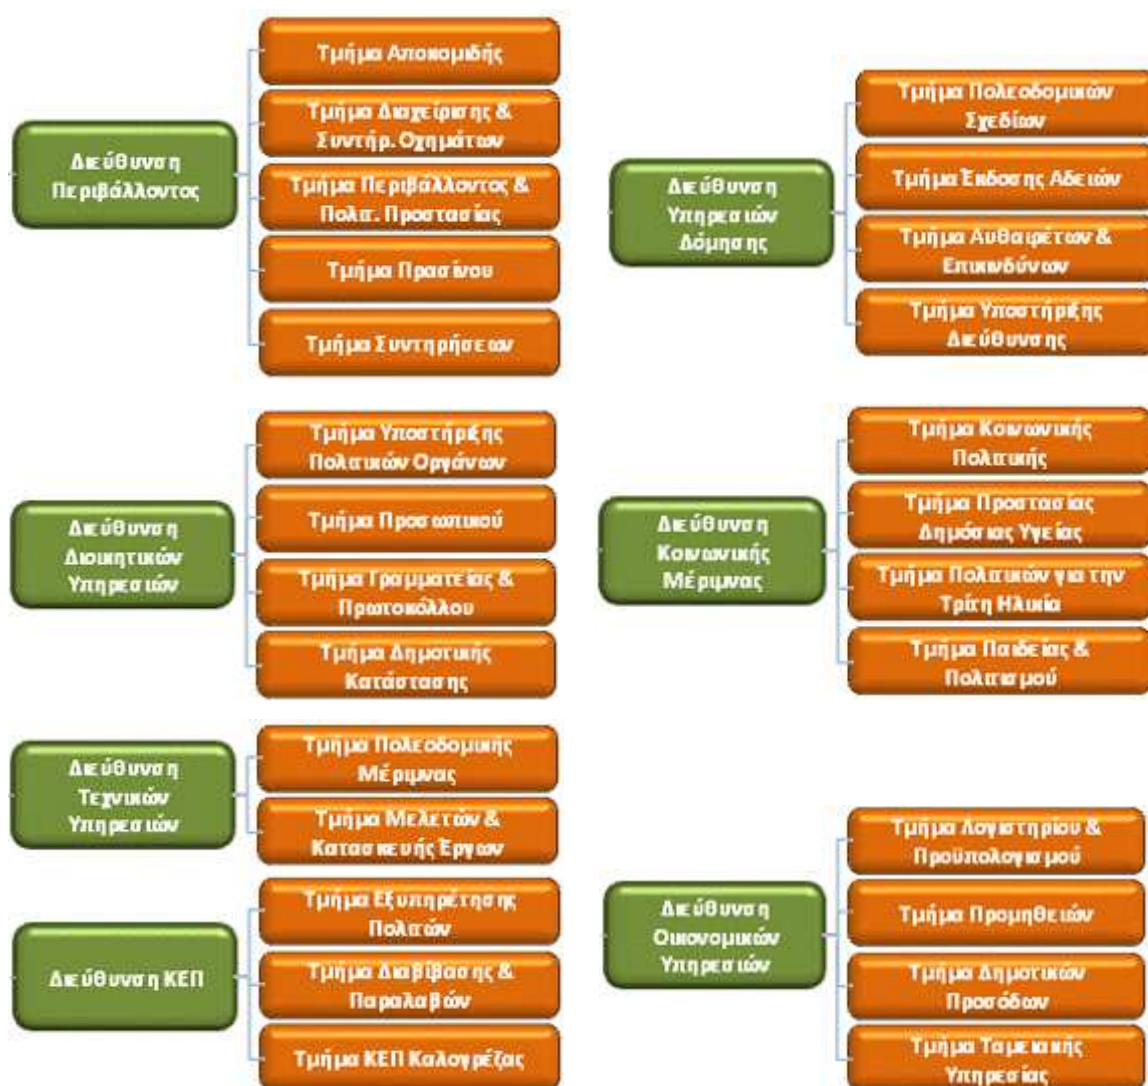 Διεύθυνση
Περιβάλλοντος
Τμήμα Αποκομιδής
Τμήμα Διαχείρισης &
Συντήρ. Οχημάτων
Τμήμα Περιβάλλοντος &
Πολιτ. Προστασίας
Τμήμα Πρασίνου
Τμήμα Συντηρήσεων
Διεύθυνση
Υπηρεσιών
Δόμησης
Τμήμα Πολεοδομικών
Σχεδίων
Τμήμα Έκδοσης Αδειών
Τμήμα Αυθαιρέτων &
Επικινδύνων
Τμήμα Υποστήριξης
Διεύθυνσης
Διεύθυνση
Διοικητικών
Υπηρεσιών
Τμήμα Υποστήριξης
Πολιτικών Οργάνων
Τμήμα Προσωπικού
Τμήμα Γραμματείας &
Πρωτοκόλλου
Τμήμα Δημοτικής
Κατάστασης
Διεύθυνση
Κοινωνικής
Μέριμνας
Τμήμα Κοινωνικής
Πολιτικής
Τμήμα Προστασίας
Δημόσιας Υγείας
Τμήμα Πολιτικών για την
Τρίτη Ηλικία
Τμήμα Παιδείας &
Πολιτισμού
Διεύθυνση
Τεχνικών
Υπηρεσιών
Τμήμα Πολεοδομικής
Μέριμνας
Τμήμα Μελετών &
Κατασκευής Έργων
Διεύθυνση ΚΕΠ
Τμήμα Εξυπηρέτησης
Πολιτών
Τμήμα Διαβίβασης &
Παραλαβών
Τμήμα ΚΕΠ Καλογρέζας
Διεύθυνση
Οικονομικών
Υπηρεσιών
Τμήμα Λογιστηρίου &
Προϋπολογισμού
Τμήμα Προμηθειών
Τμήμα Δημοτικών
Προσόδων
Τμήμα Ταμειακής
Υπηρεσίας